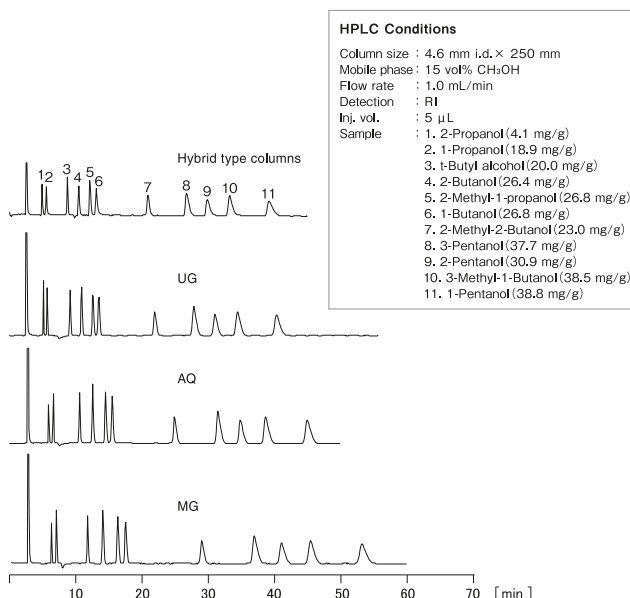 HPLC Conditions
Column size : 4.6 mm i.d. × 250 mm
Mobile phase : 15 vol% CH₃OH
Flow rate : 1.0 mL/min
Detection : RI
Inj. vol. : 5 µL
Sample : 1. 2-Propanol (4.1 mg/g)
2. 1-Propanol (18.9 mg/g)
3. t-Butyl alcohol (20.0 mg/g)
4. 2-Butanol (26.4 mg/g)
5. 2-Methyl-1-propanol (26.8 mg/g)
6. 1-Butanol (26.8 mg/g)
7. 2-Methyl-2-Butanol (23.0 mg/g)
8. 3-Pentanol (37.7 mg/g)
9. 2-Pentanol (30.9 mg/g)
10. 3-Methyl-1-Butanol (38.5 mg/g)
11. 1-Pentanol (38.8 mg/g)
Hybrid type columns
1 2 3 4 5 6 7 8 9 10 11
UG
AQ
MG
10 20 30 40 50 60 70 [min]